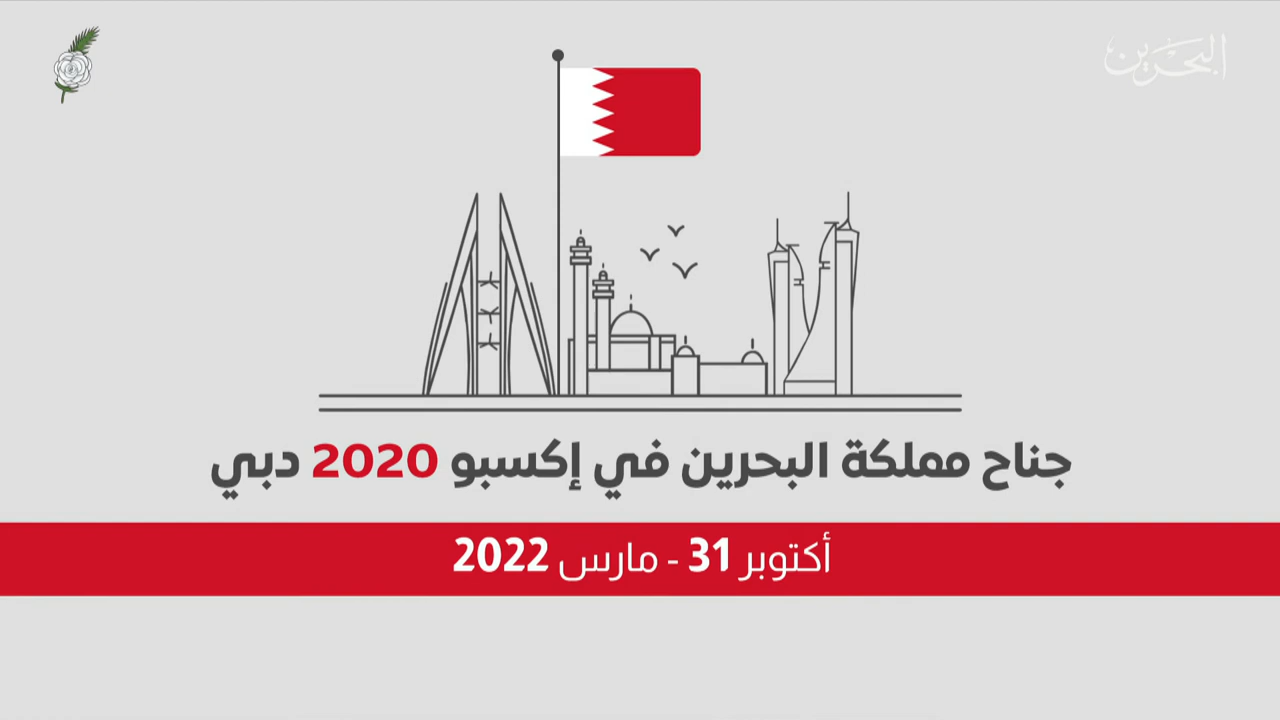 البحرين
جناح مملكة البحرين في إكسبو 2020 دبي
أكتوبر 31 - مارس 2022